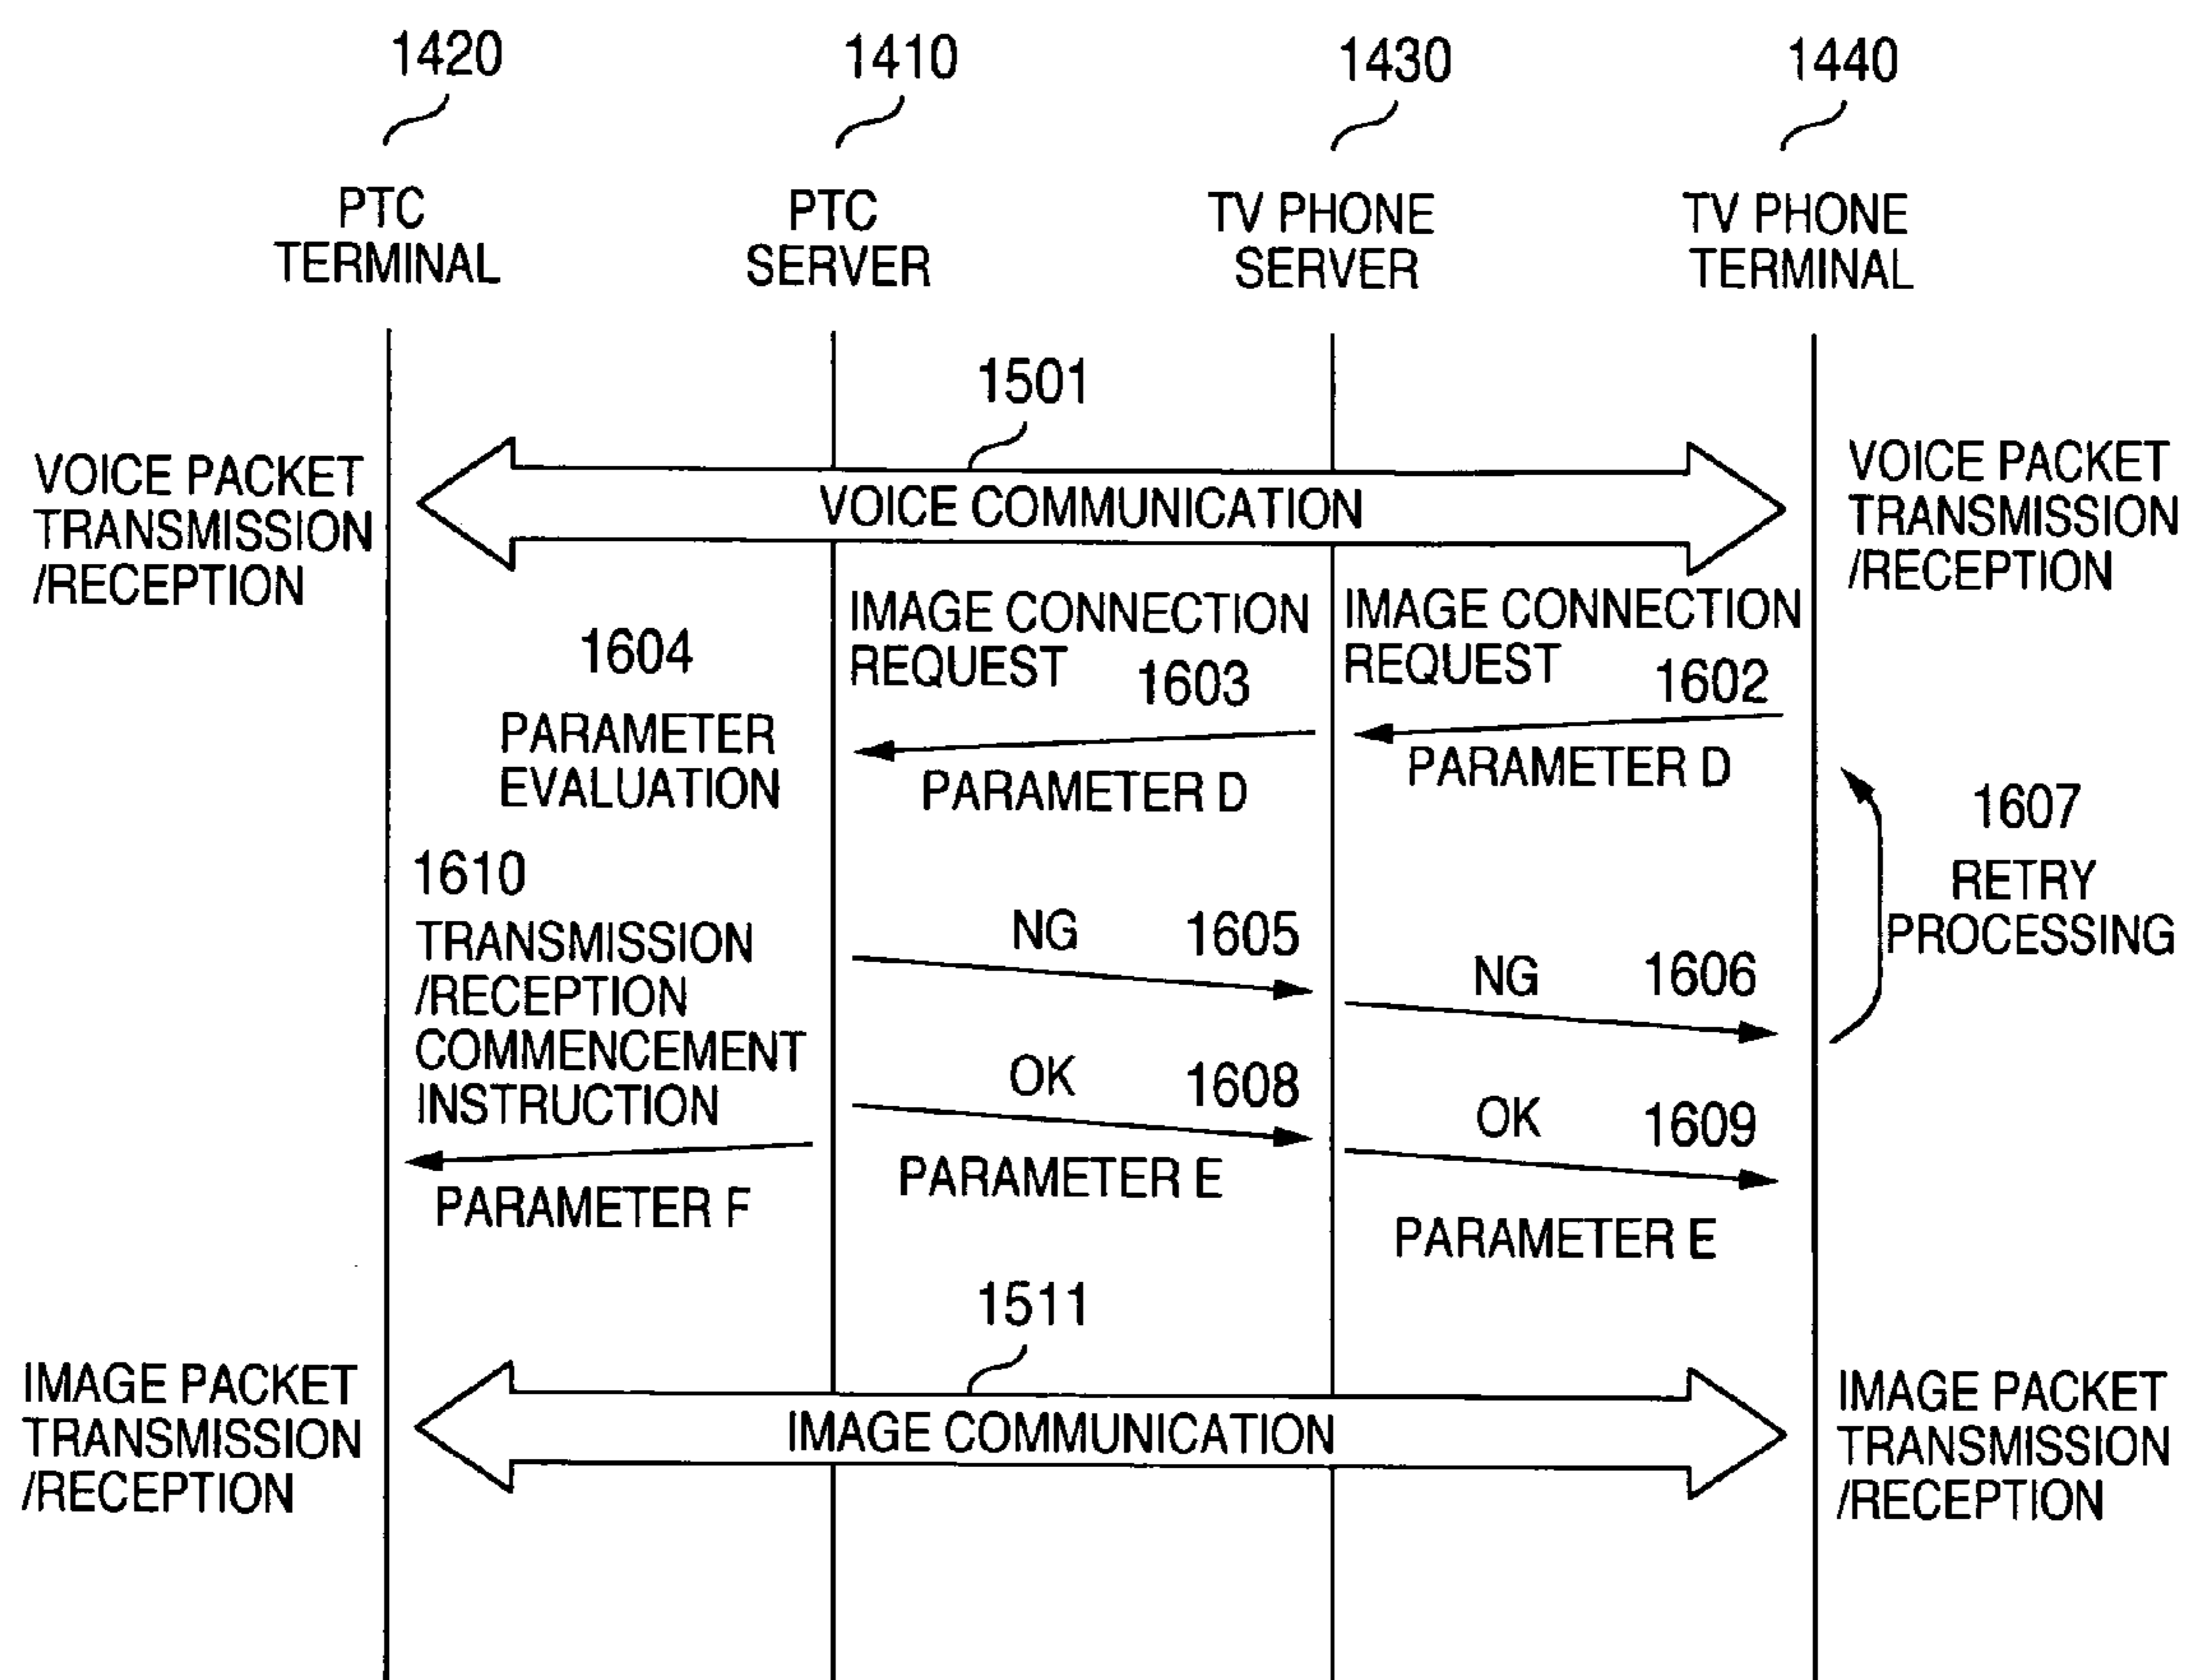 1420
1410
1430
1440
PTC
TERMINAL
PTC
SERVER
TV PHONE
SERVER
TV PHONE
TERMINAL
1501
VOICE PACKET
TRANSMISSION
/RECEPTION
VOICE COMMUNICATION
VOICE PACKET
TRANSMISSION
/RECEPTION
IMAGE CONNECTION
REQUEST
1603
IMAGE CONNECTION
REQUEST
1602
1604
PARAMETER
EVALUATION
PARAMETER D
PARAMETER D
1607
RETRY
PROCESSING
1610
TRANSMISSION
/RECEPTION
COMMENCEMENT
INSTRUCTION
NG
1605
NG
1606
OK
1608
OK
1609
PARAMETER F
PARAMETER E
PARAMETER E
1511
IMAGE PACKET
TRANSMISSION
/RECEPTION
IMAGE COMMUNICATION
IMAGE PACKET
TRANSMISSION
/RECEPTION